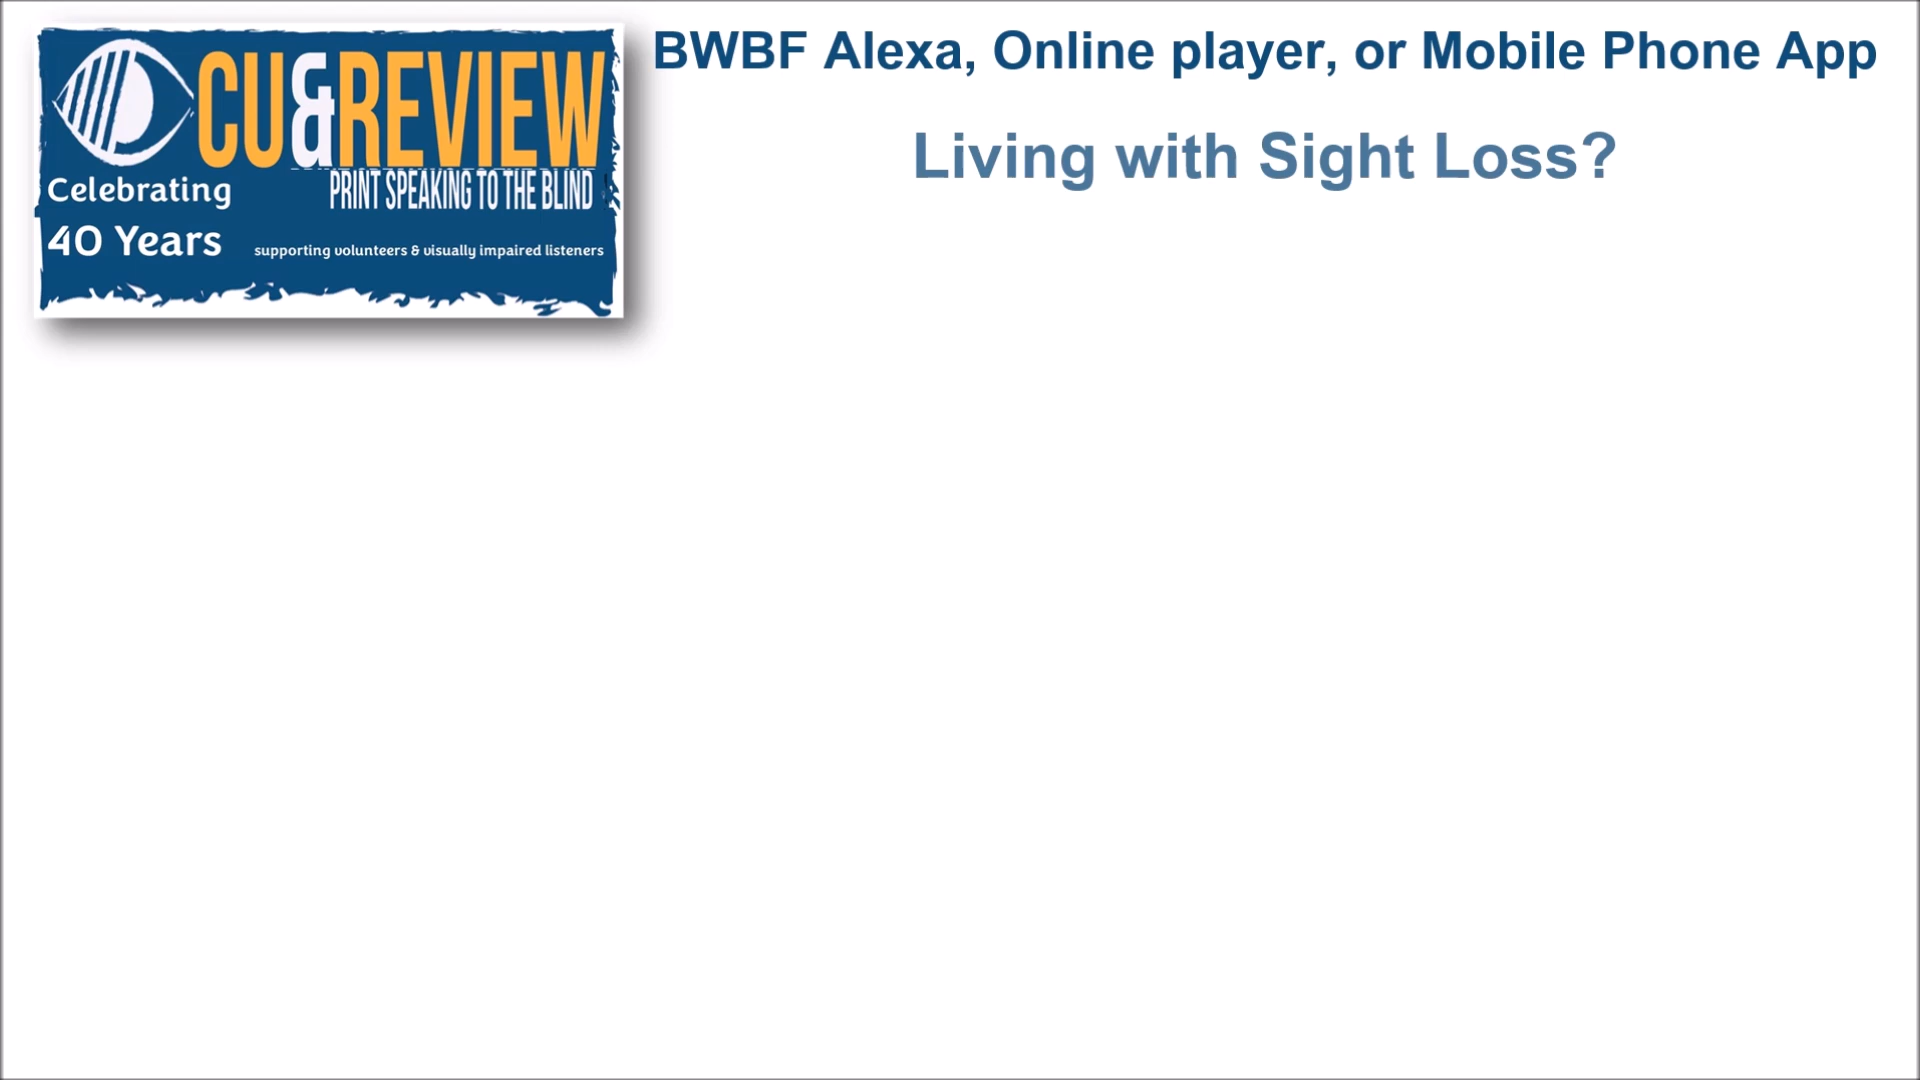 CU&REVIEW
PRINT SPEAKING TO THE BLIND
Celebrating
40 Years
supporting volunteers & visually impaired listeners
BWBF Alexa, Online player, or Mobile Phone App
Living with Sight Loss?